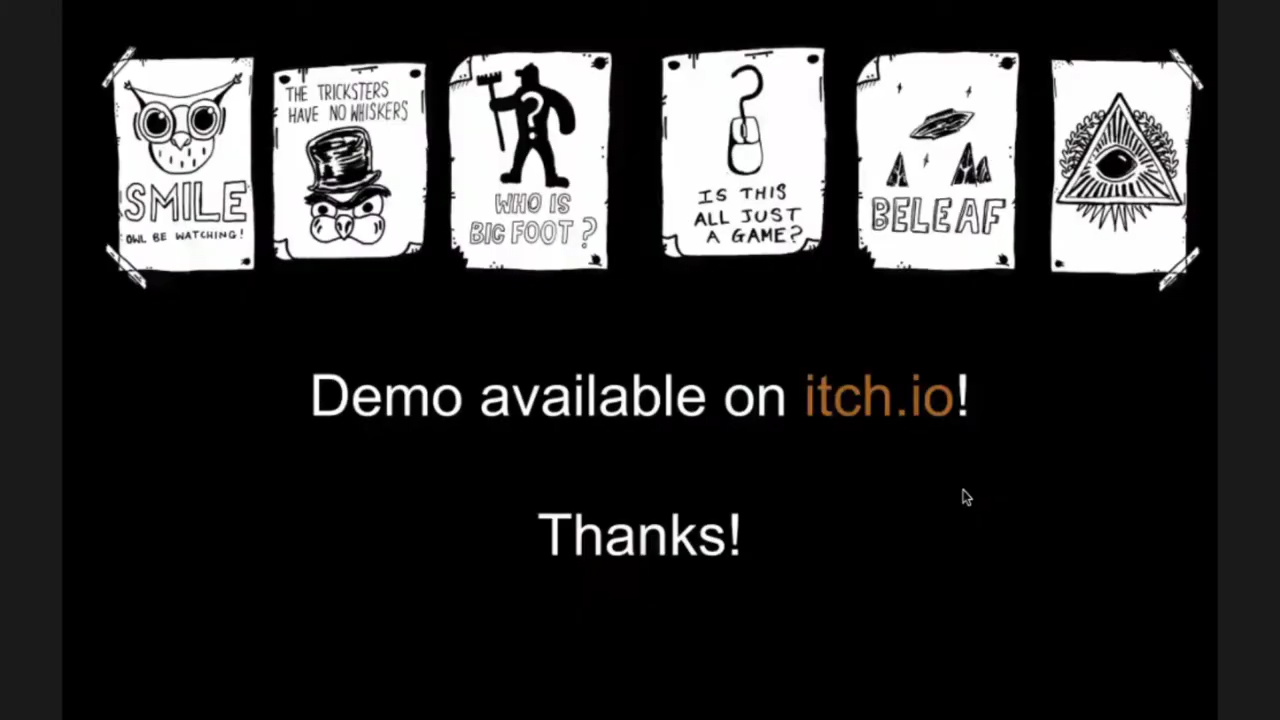 SMILE
OWL BE WATCHING!
THE TRICKSTERS
HAVE NO WHISKERS
WHO IS
BIG FOOT?
IS THIS
ALL JUST
A GAME?
BELEAF
Demo available on itch.io!
Thanks!